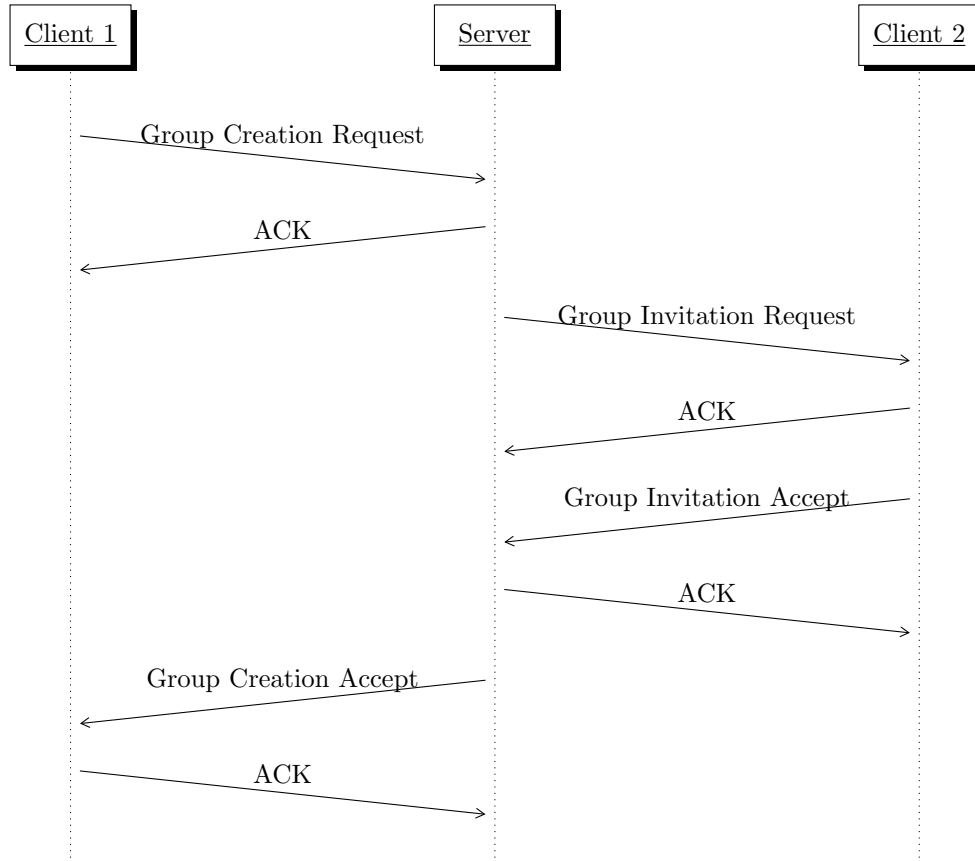 Client 1
Server
Client 2
Group Creation Request
ACK
Group Invitation Request
ACK
Group Invitation Accept
ACK
Group Creation Accept
ACK